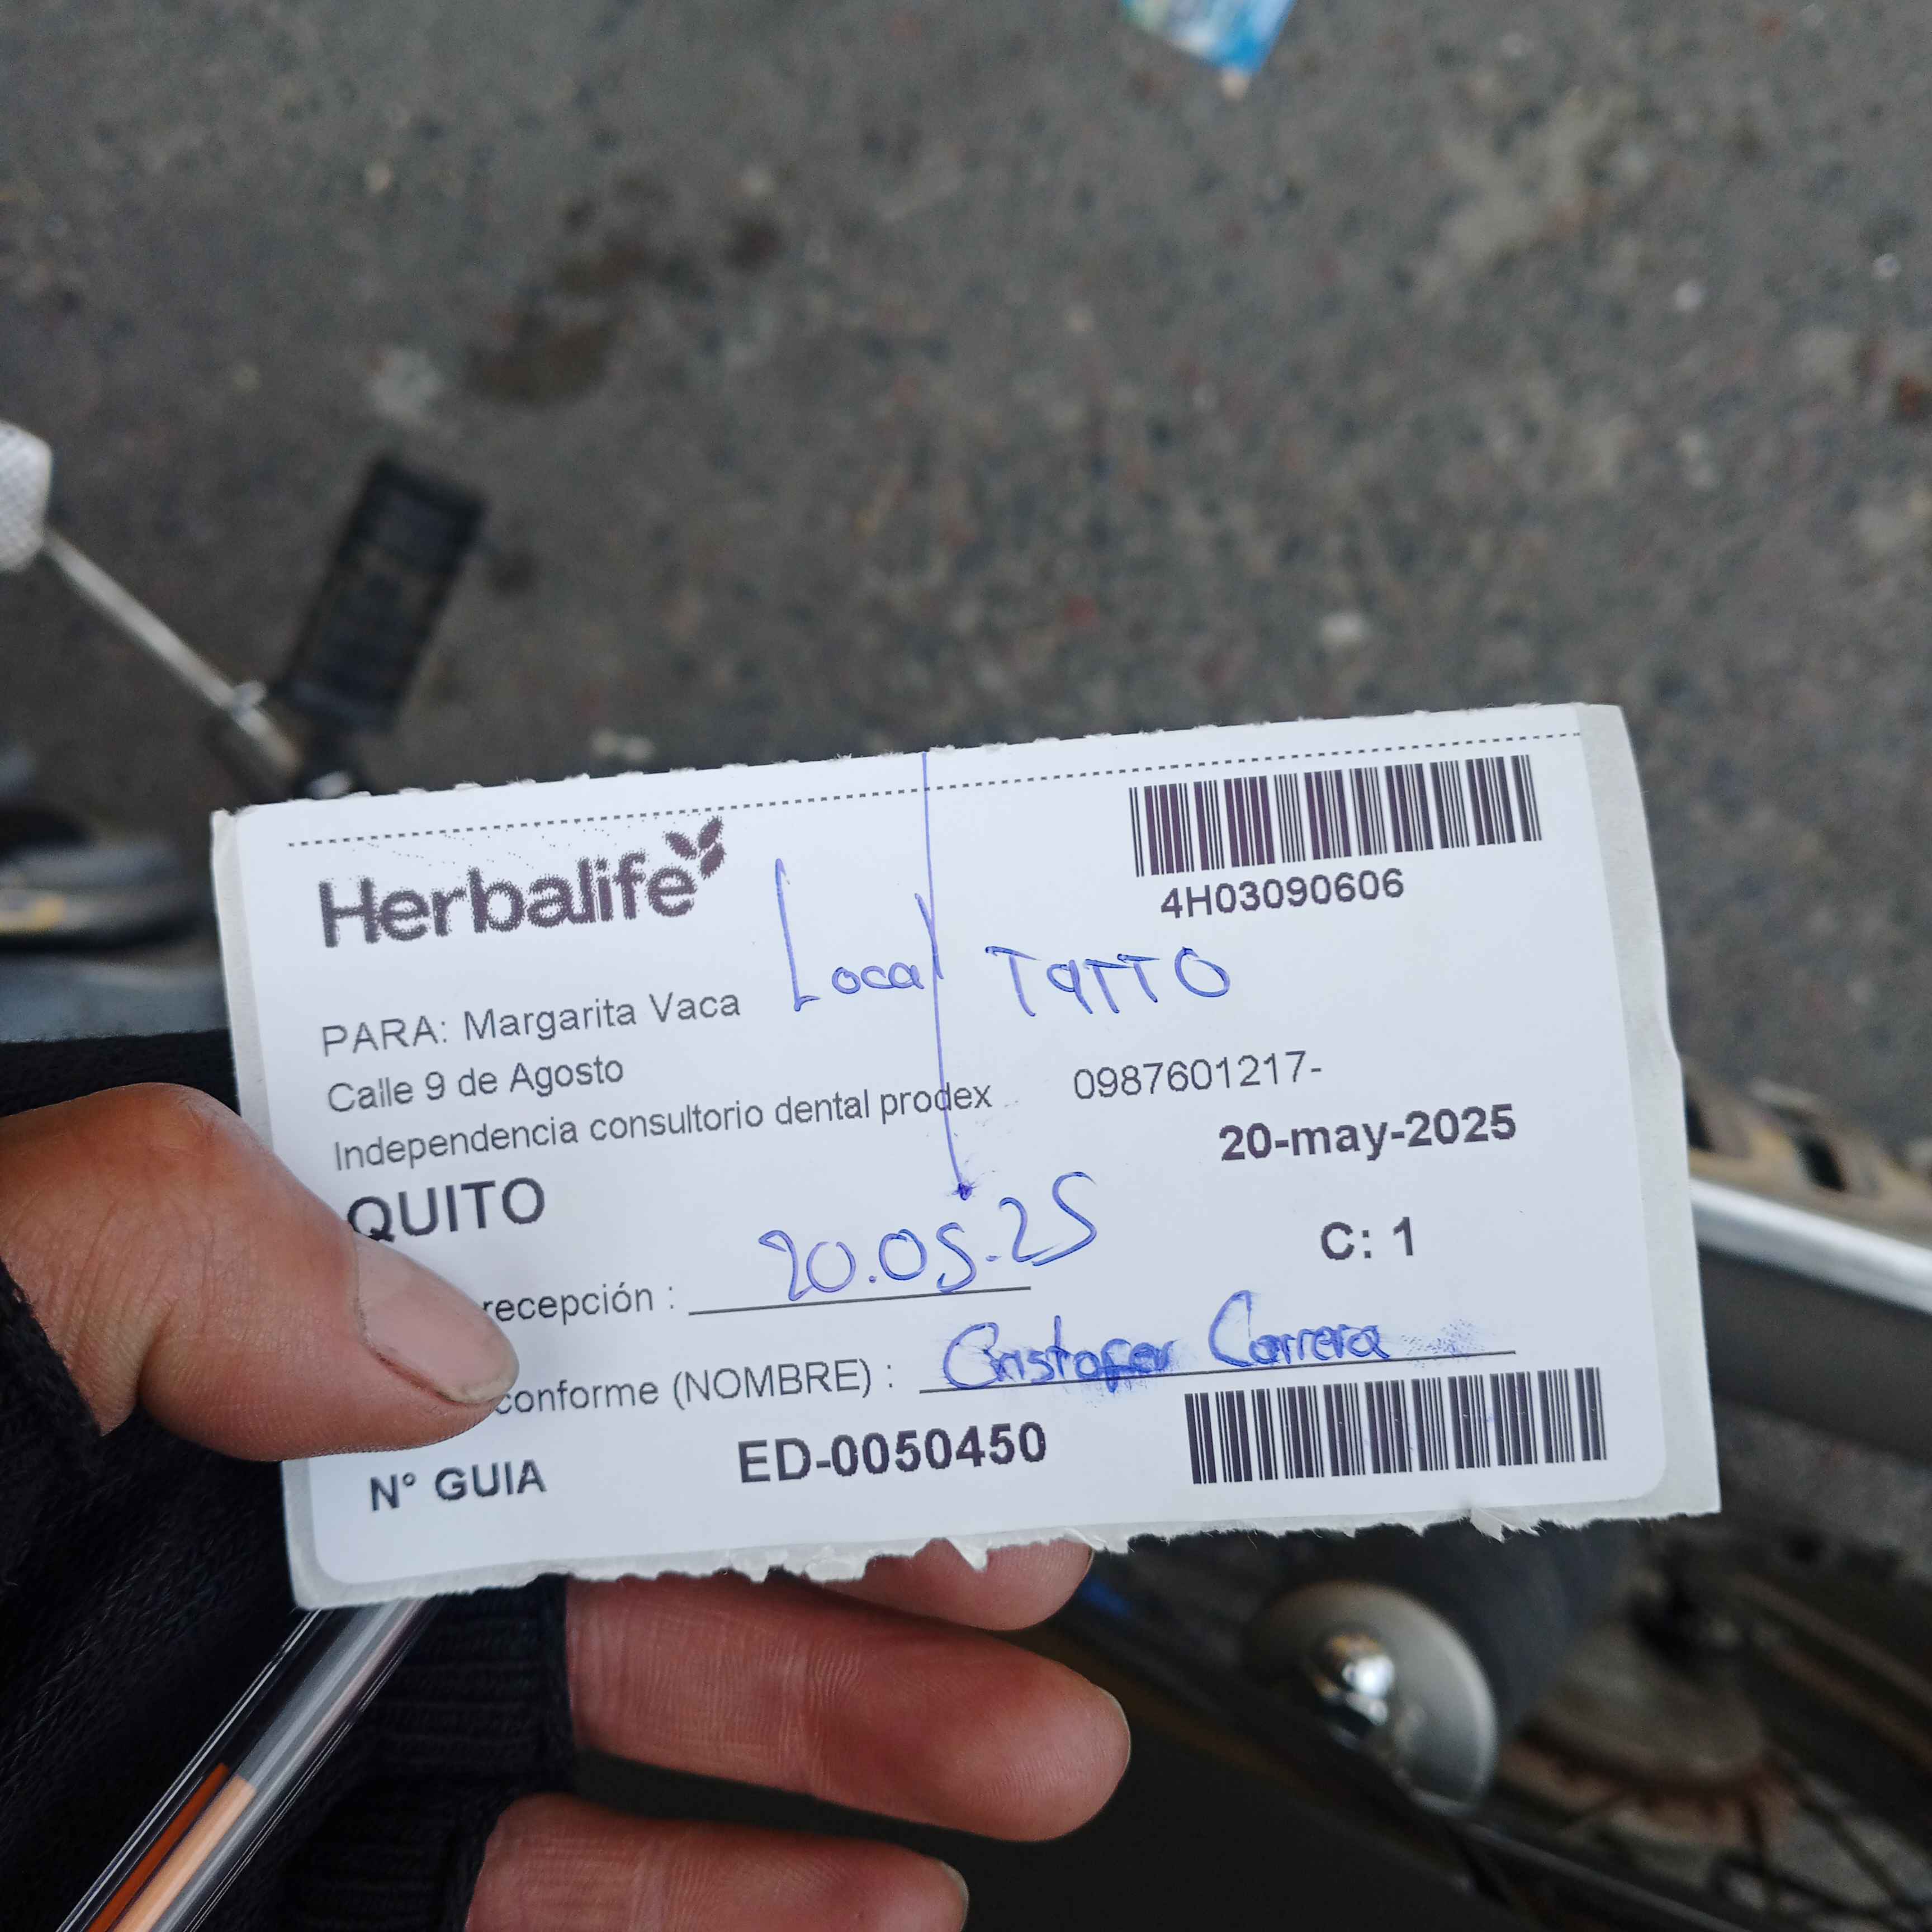 Herbalife
4H03090606
Local TATTO
PARA: Margarita Vaca
Calle 9 de Agosto
0987601217-
Independencia consultorio dental prodex
20-may-2025
QUITO
C: 1
recepción : 20.05.25
conforme (NOMBRE) : Cristofer Carrera
N° GUIA ED-0050450